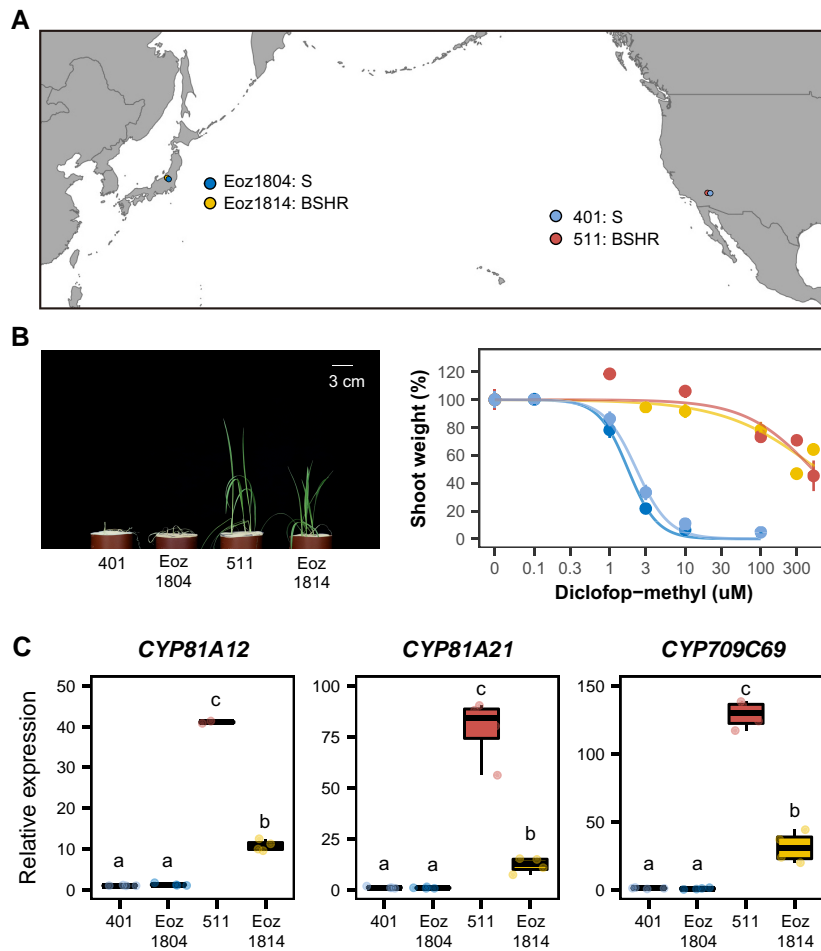 A
Eoz1804: S
Eoz1814: BSHR
401: S
511: BSHR
B
3 cm
401
Eoz
1804
511
Eoz
1814
Shoot weight (%)
120
100
80
60
40
20
0
0 0.1 0.3 1 3 10 100 300
Diclofop−methyl (uM)
C
CYP81A12 CYP81A21 CYP709C69
Relative expression
50
40
30
20
10
0
a a c b
401 Eoz 511 Eoz
1804 1814
100
75
50
25
0
a a c b
401 Eoz 511 Eoz
1804 1814
150
100
50
0
a a c b
401 Eoz 511 Eoz
1804 1814